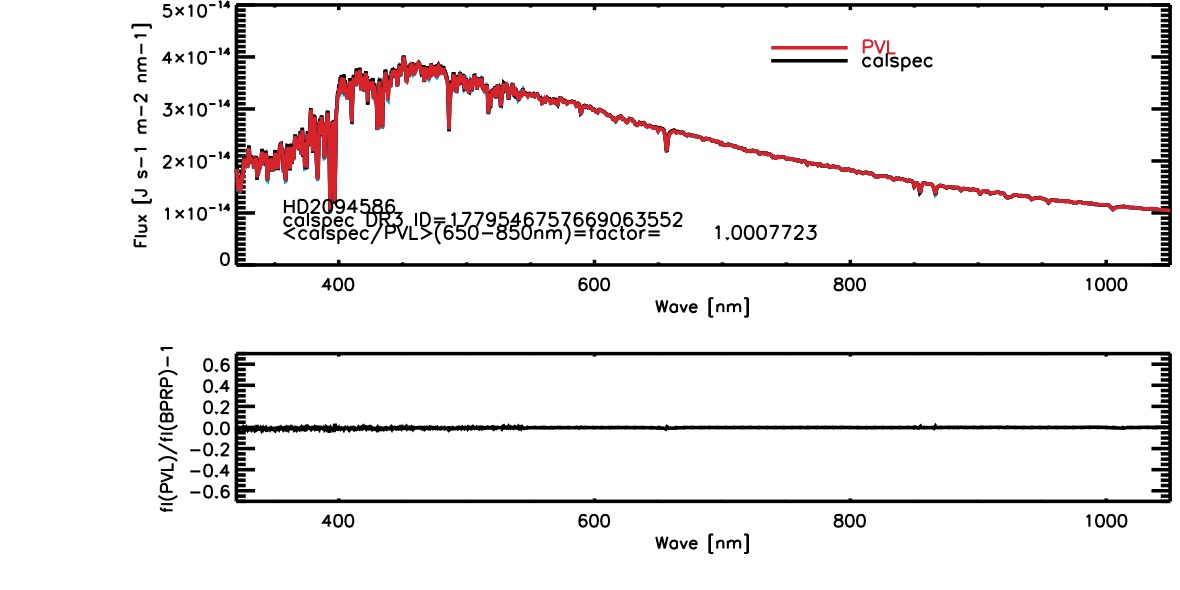 5×10−14
4×10−14
3×10−14
2×10−14
1×10−14
0
Flux [J s−1 m−2 nm−1]
PVL
calspec
HD2094586
calspec DR3 ID=1779546757669063552
<calspec/PVL>(650−850nm)=factor= 1.0007723
400 600 800 1000
Wave [nm]
0.6
0.4
0.2
0.0
−0.2
−0.4
−0.6
fl(PVL)/fl(BPRP)−1
400 600 800 1000
Wave [nm]